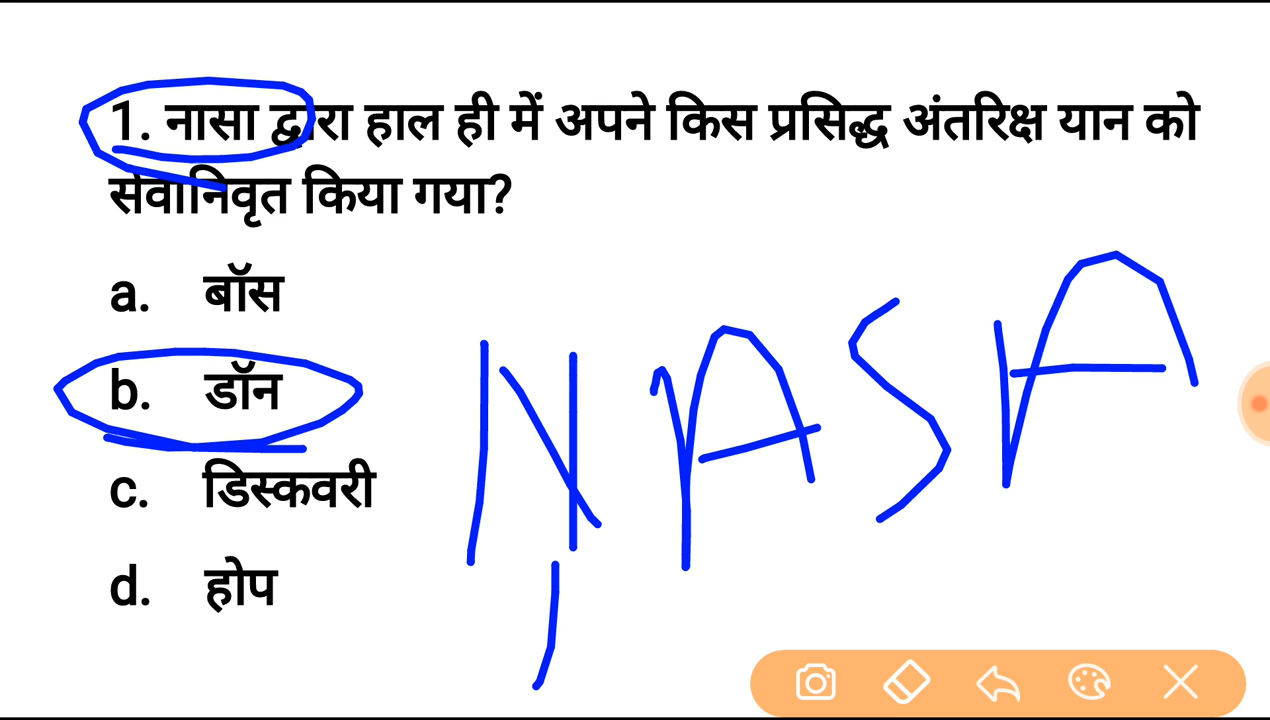 1. नासा द्वारा हाल ही में अपने किस प्रसिद्ध अंतरिक्ष यान को
सेवानिवृत किया गया?
a. बॉस
b. डॉन
c. डिस्कवरी
d. होप
NASA